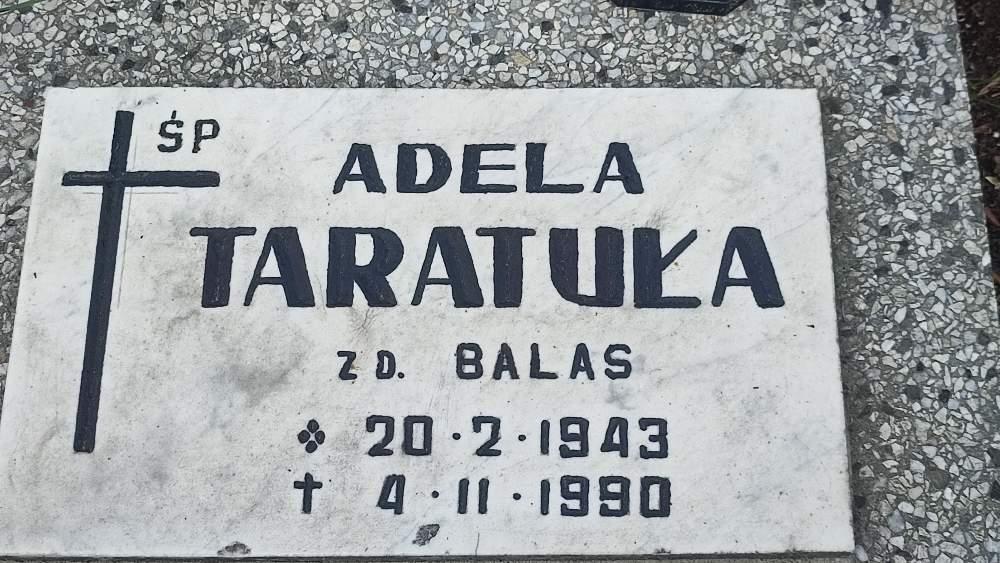 ŚP
ADELA
TARATUŁA
ZD. BALAS
20·2·1943
† 4·11·1990